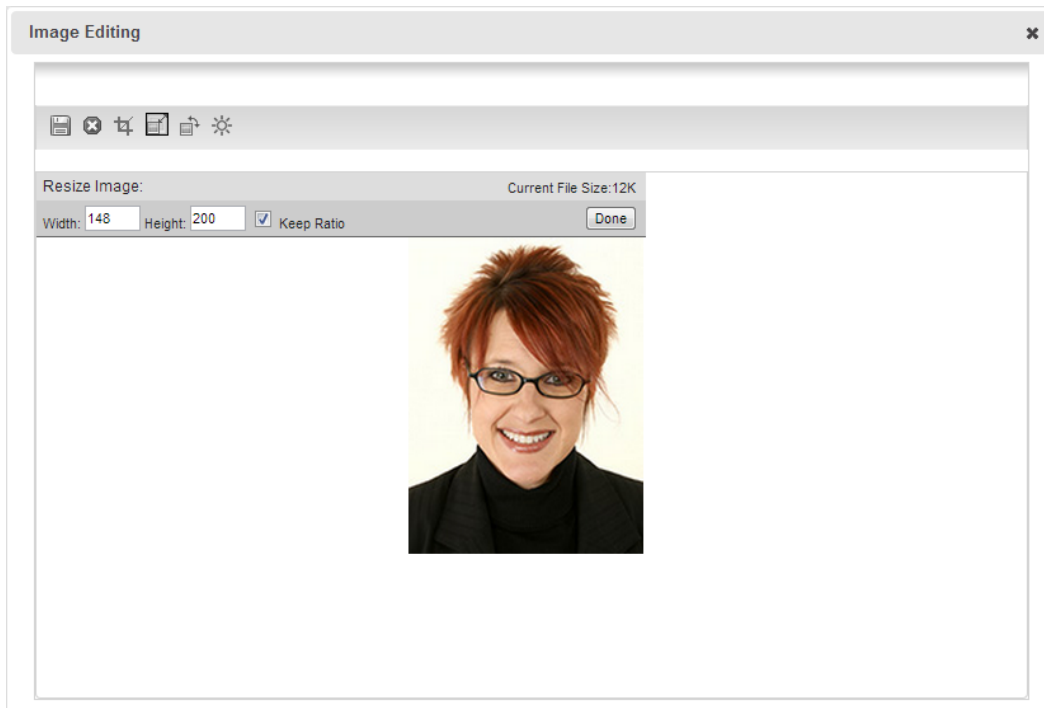 Image Editing
Resize Image: Current File Size:12K
Width: 148 Height: 200 Keep Ratio Done